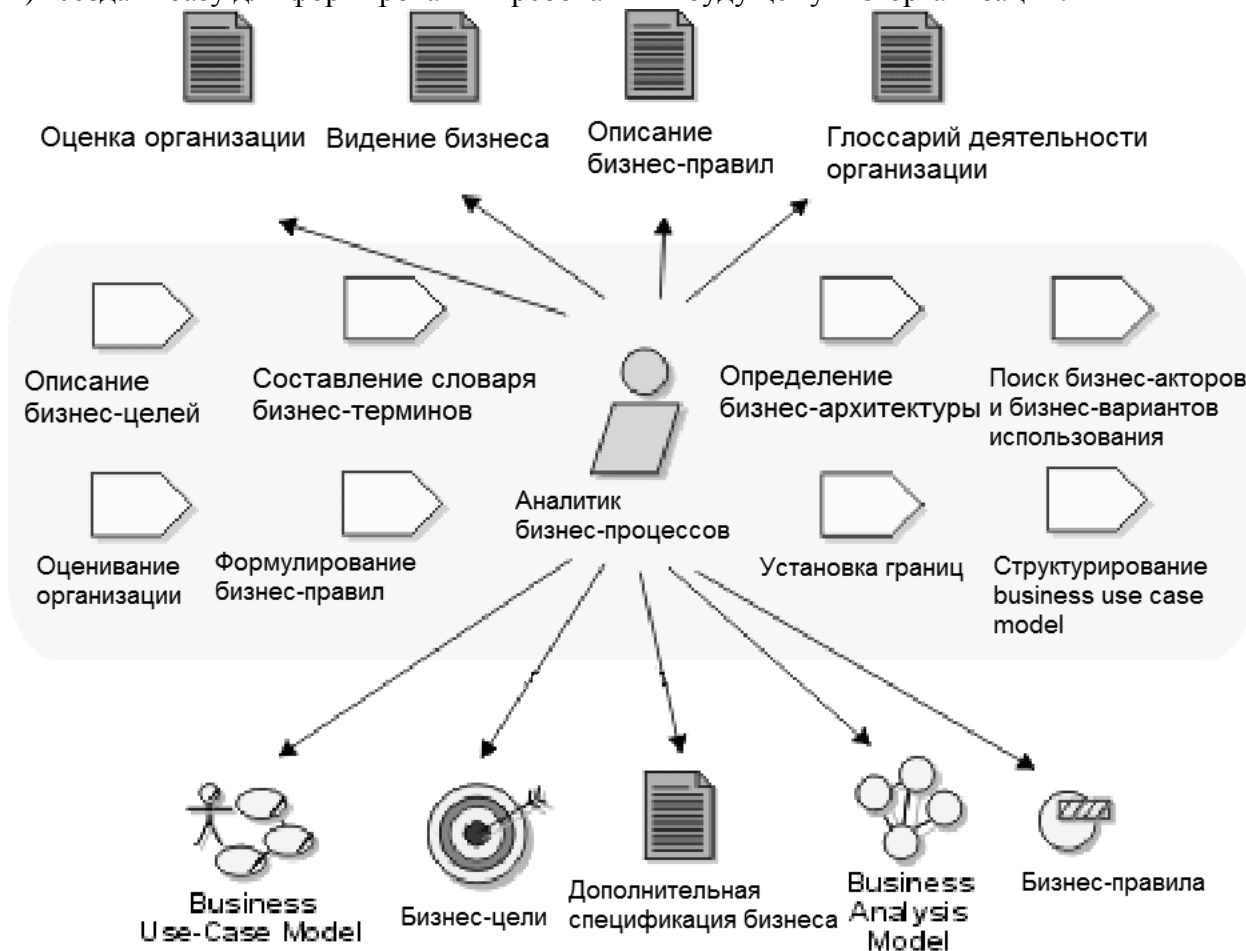 Оценка организации
Видение бизнеса
Описание
бизнес-правил
Глоссарий деятельности
организации
Описание
бизнес-целей
Составление словаря
бизнес-терминов
Определение
бизнес-архитектуры
Поиск бизнес-акторов
и бизнес-вариантов
использования
Аналитик
бизнес-процессов
Оценивание
организации
Формулирование
бизнес-правил
Установка границ
Структурирование
business use case
model
Business
Use-Case Model
Бизнес-цели
Дополнительная
спецификация бизнеса
Business
Analysis
Model
Бизнес-правила